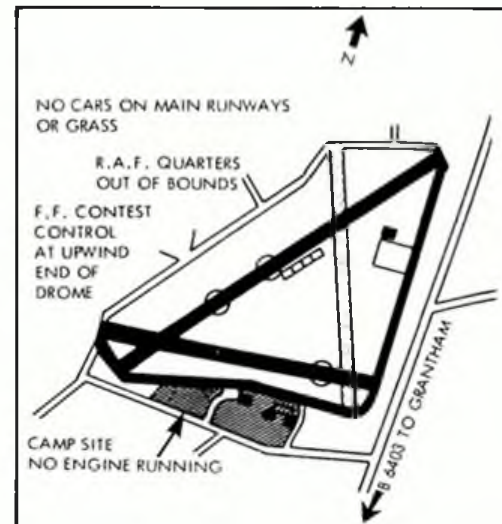 N
NO CARS ON MAIN RUNWAYS
OR GRASS
R.A.F. QUARTERS
OUT OF BOUNDS
F.F. CONTEST
CONTROL
AT UPWIND
END OF
DROME
B 6403 TO GRANTHAM
CAMP SITE
NO ENGINE RUNNING